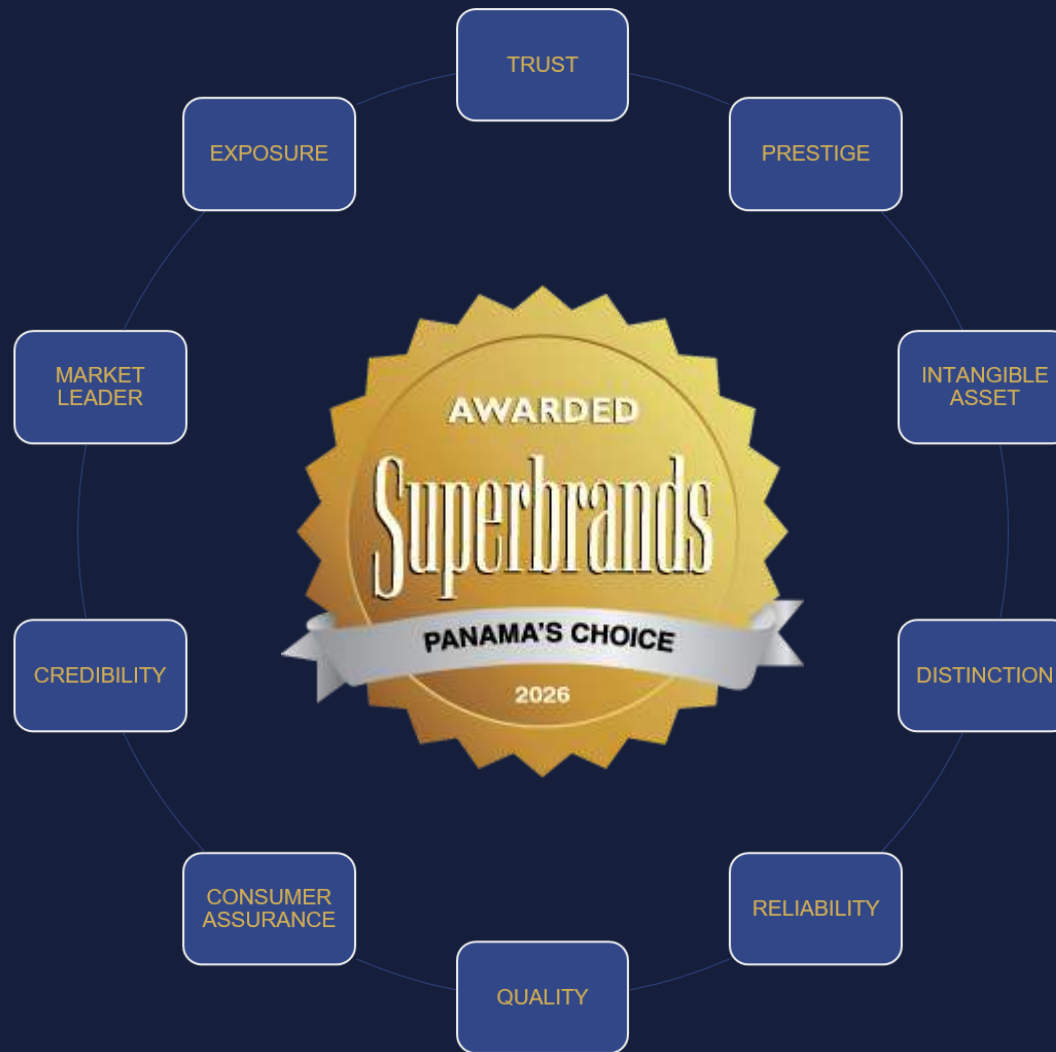 TRUST
EXPOSURE
PRESTIGE
MARKET
LEADER
INTANGIBLE
ASSET
AWARDED
Superbrands
PANAMA'S CHOICE
2026
CREDIBILITY
DISTINCTION
CONSUMER
ASSURANCE
RELIABILITY
QUALITY